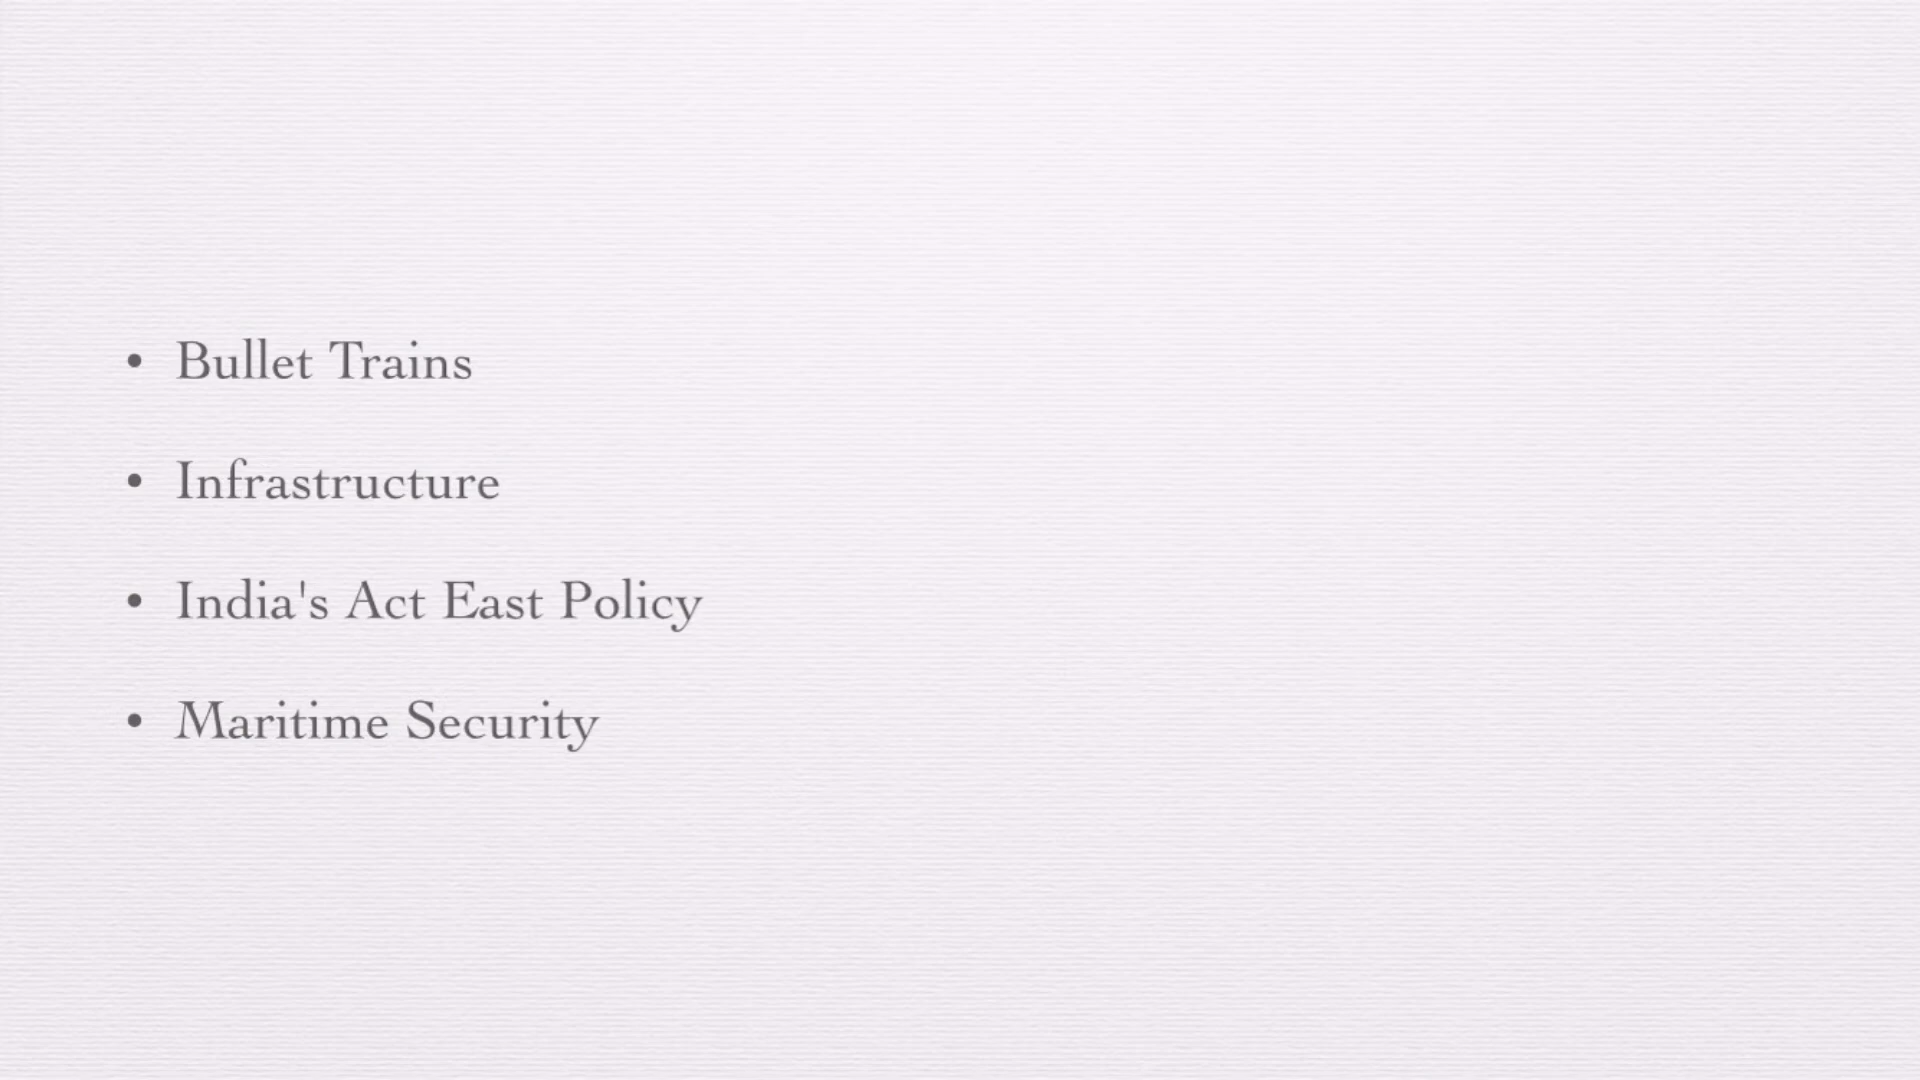 • Bullet Trains
• Infrastructure
• India's Act East Policy
• Maritime Security